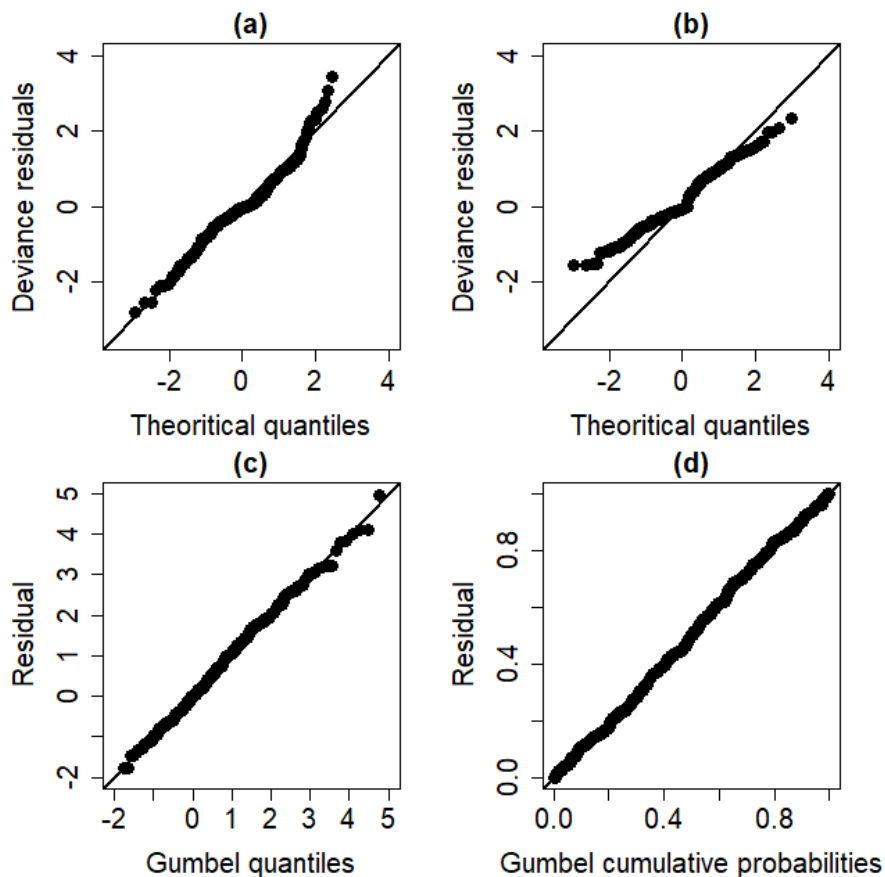 (a)
Deviance residuals
4
2
0
-2
-2 0 2 4
Theoritical quantiles
(b)
Deviance residuals
4
2
0
-2
-2 0 2 4
Theoritical quantiles
(c)
Residual
5
4
3
2
1
0
-2
-2 0 1 2 3 4 5
Gumbel quantiles
(d)
Residual
0.8
0.4
0.0
0.0 0.4 0.8
Gumbel cumulative probabilities